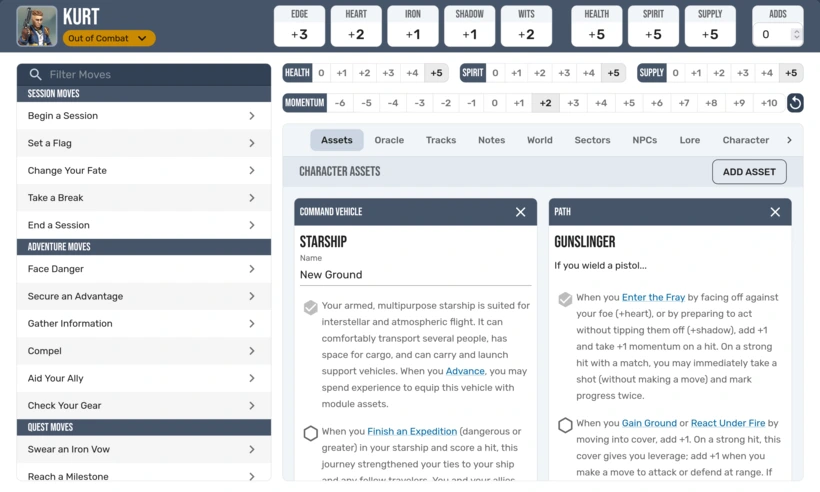 KURT
Out of Combat
EDGE
+3
HEART
+2
IRON
+1
SHADOW
+1
WITS
+2
HEALTH
+5
SPIRIT
+5
SUPPLY
+5
ADDS
0
Filter Moves
SESSION MOVES
Begin a Session
Set a Flag
Change Your Fate
Take a Break
End a Session
ADVENTURE MOVES
Face Danger
Secure an Advantage
Gather Information
Compel
Aid Your Ally
Check Your Gear
QUEST MOVES
Swear an Iron Vow
Reach a Milestone
HEALTH 0 +1 +2 +3 +4 +5
SPIRIT 0 +1 +2 +3 +4 +5
SUPPLY 0 +1 +2 +3 +4 +5
MOMENTUM -6 -5 -4 -3 -2 -1 0 +1 +2 +3 +4 +5 +6 +7 +8 +9 +10
Assets Oracle Tracks Notes World Sectors NPCs Lore Character
CHARACTER ASSETS
ADD ASSET
COMMAND VEHICLE
STARSHIP
Name
New Ground
Your armed, multipurpose starship is suited for
interstellar and atmospheric flight. It can
comfortably transport several people, has
space for cargo, and can carry and launch
support vehicles. When you Advance, you may
spend experience to equip this vehicle with
module assets.
When you Finish an Expedition (dangerous or
greater) in your starship and score a hit, this
journey strengthened your ties to your ship
and any fellow travelers. You and your allies
PATH
GUNSLINGER
If you wield a pistol...
When you Enter the Fray by facing off against
your foe (+heart), or by preparing to act
without tipping them off (+shadow), add +1
and take +1 momentum on a hit. On a strong
hit with a match, you may immediately take a
shot (without making a move) and mark
progress twice.
When you Gain Ground or React Under Fire by
moving into cover, add +1. On a strong hit, this
cover gives you leverage; add +1 when you
make a move to attack or defend at range. If